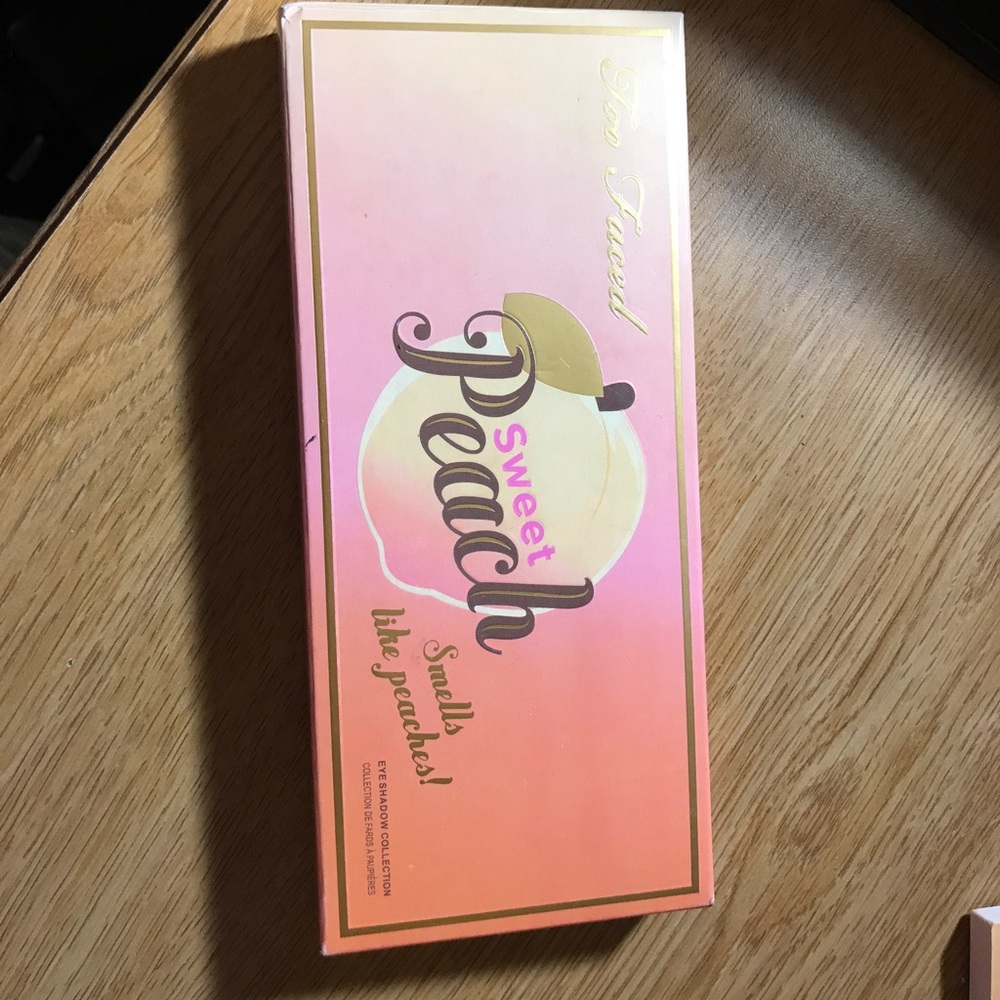 Too Faced
Sweet
Peach
Smells
like peaches!
EYE SHADOW COLLECTION
COLLECTION DE FARDS À PAUPIÈRES